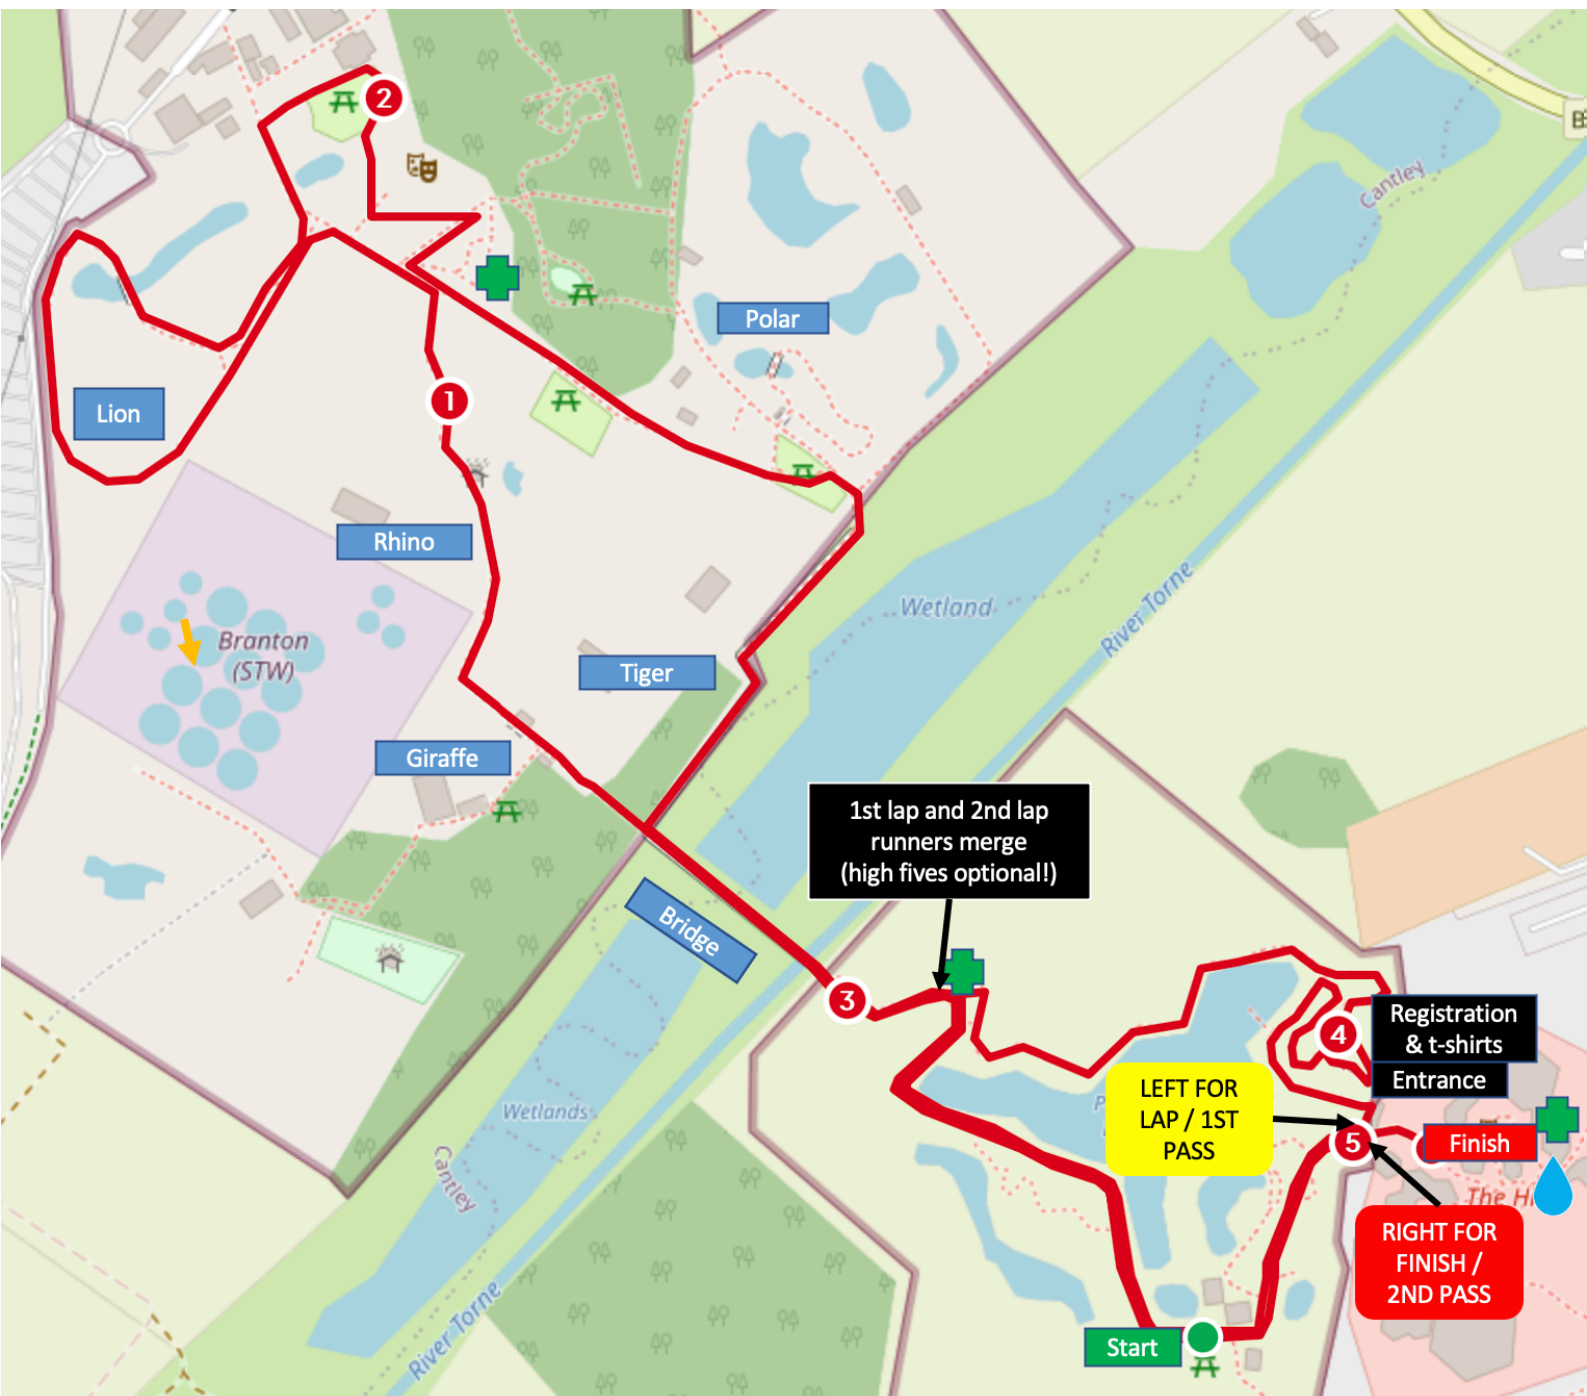 2
Cantley
Polar
1
Lion
Rhino
Wetland
River Torne
Branton
(STW)
Tiger
Giraffe
1st lap and 2nd lap
runners merge
(high fives optional!)
Bridge
3
4
Registration
& t-shirts
Entrance
LEFT FOR
LAP / 1ST
PASS
5
Finish
Wetlands
Cantley
The
RIGHT FOR
FINISH /
2ND PASS
River Torne
Start